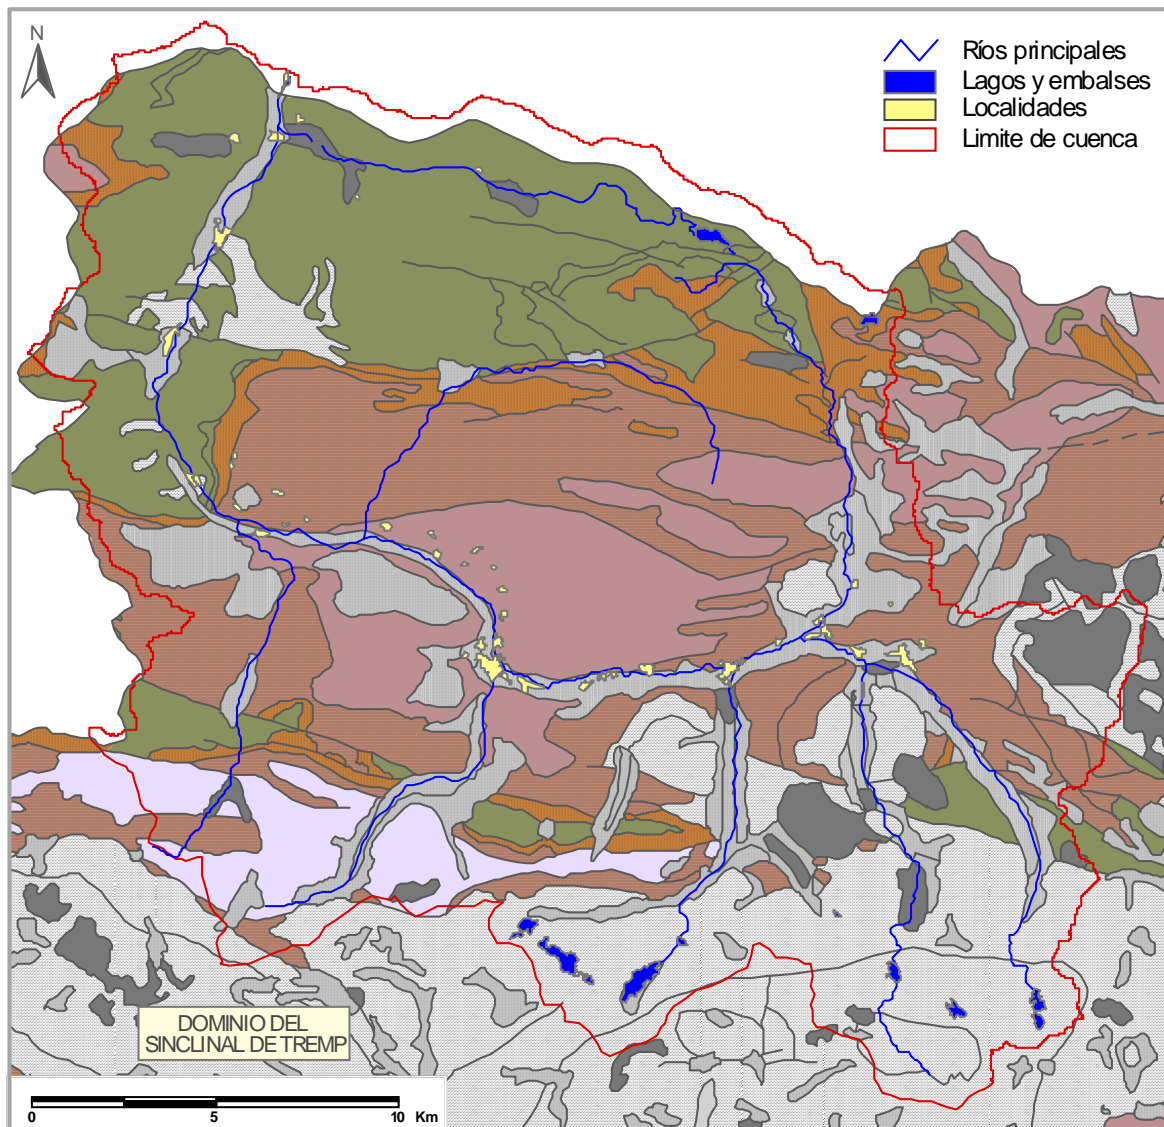 N
Ríos principales
Lagos y embalses
Localidades
Limite de cuenca
DOMINIO DEL
SINCLINAL DE TREMP
0 5 10 Km